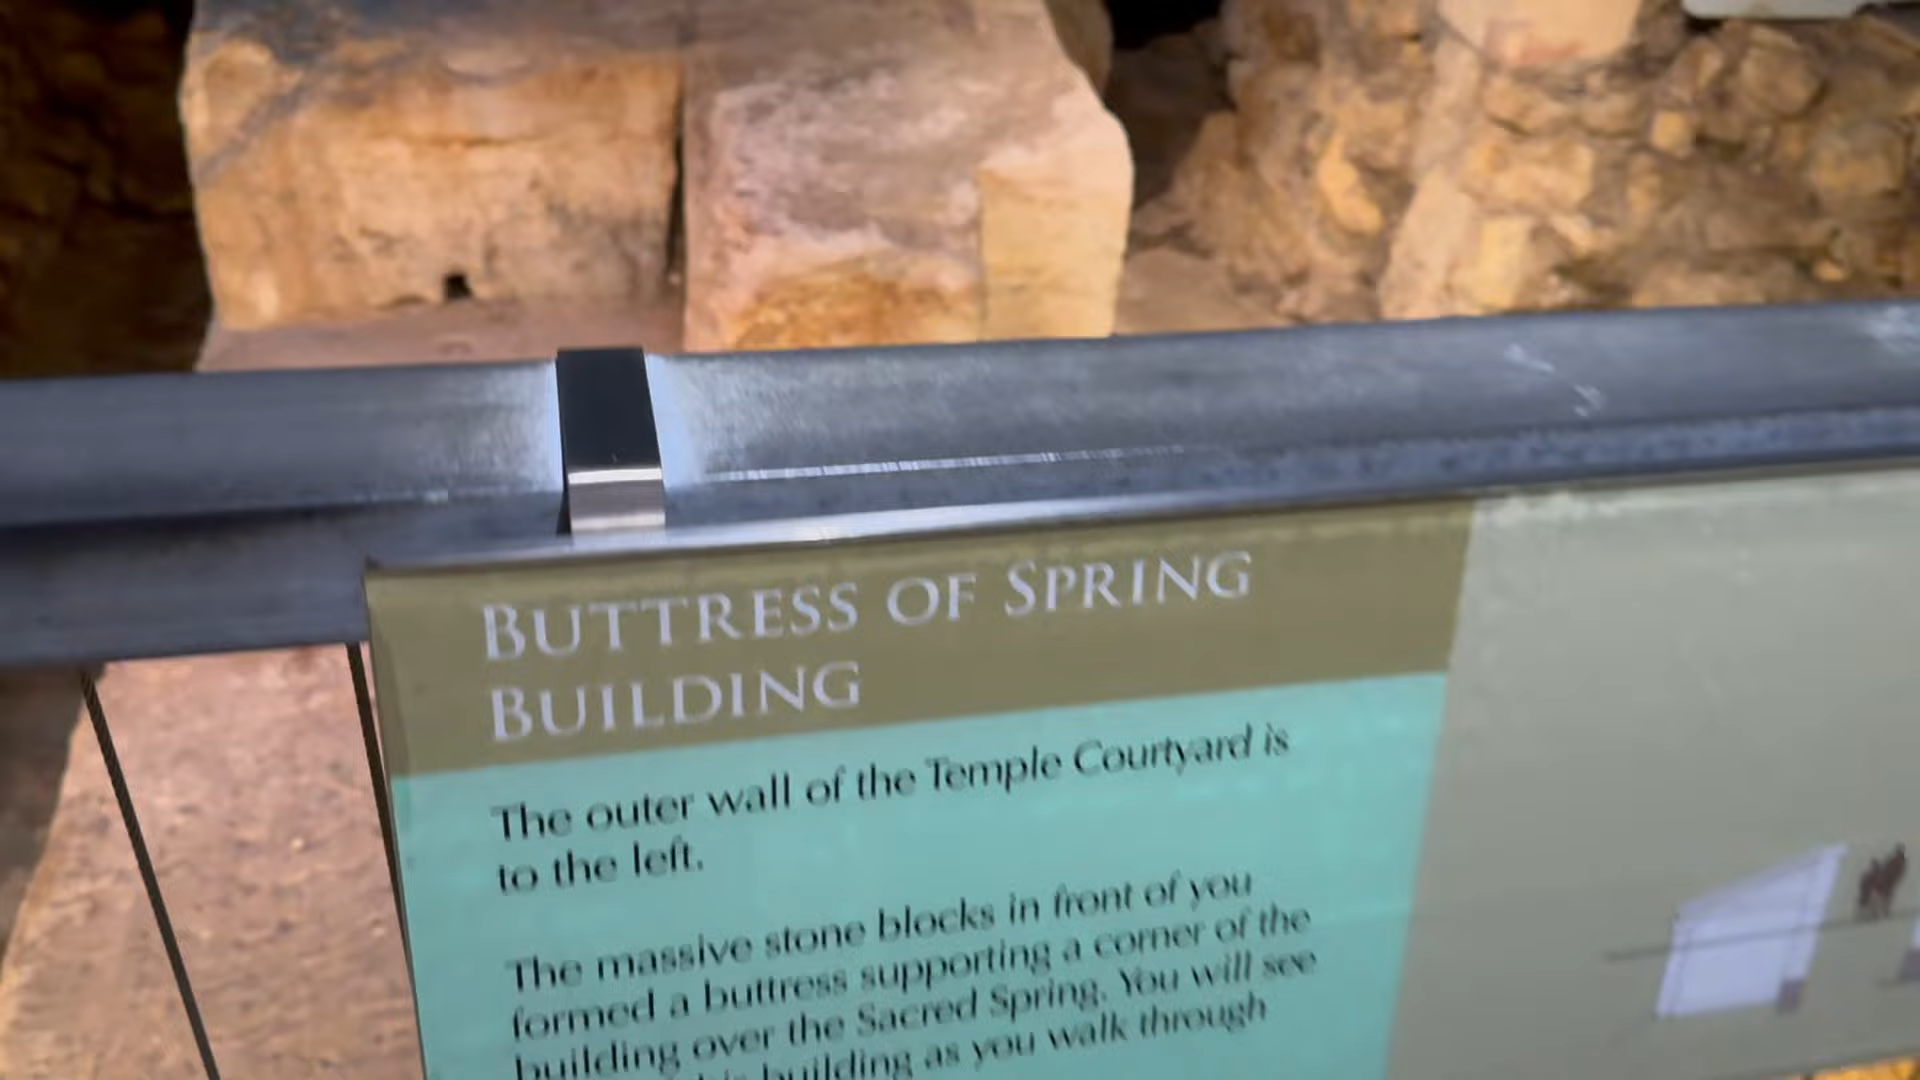 BUTTRESS OF SPRING
BUILDING
The outer wall of the Temple Courtyard is
to the left.
The massive stone blocks in front of you
formed a buttress supporting a corner of the
building over the Sacred Spring. You will see
building as you walk through